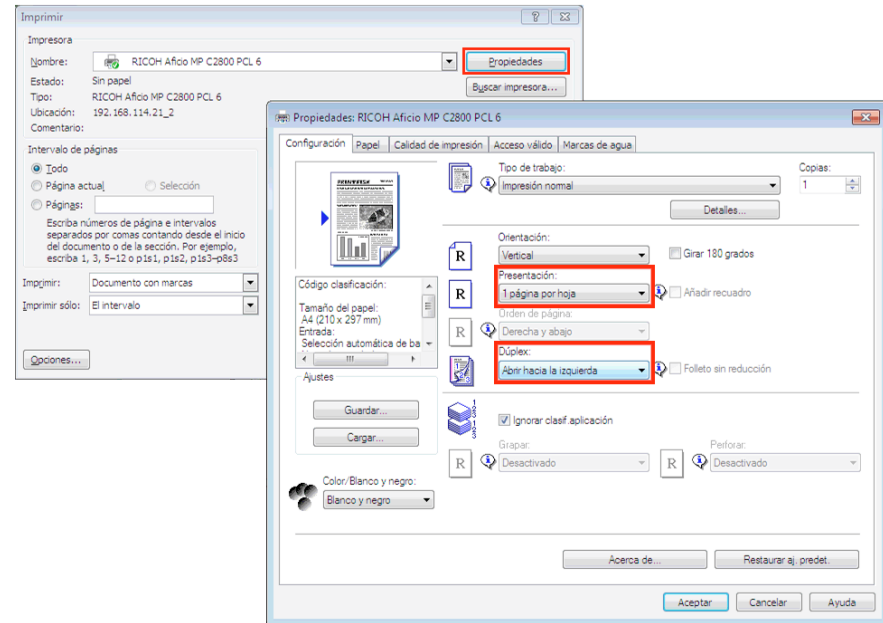 Imprimir
Impresora
Nombre: RICOH Aficio MP C2800 PCL 6 Propiedades
Estado: Sin papel Buscar impresora...
Tipo: RICOH Aficio MP C2800 PCL 6
Ubicación: 192.168.114.21_2
Comentario:
Intervalo de páginas
Todo
Página actual Selección
Páginas:
Escriba números de página e intervalos
separados por comas contando desde el inicio
del documento o de la sección. Por ejemplo,
escriba 1, 3, 5–12 o p1s1, p1s2, p1s3–p8s3
Imprimir: Documento con marcas
Imprimir sólo: El intervalo
Opciones...
Propiedades: RICOH Aficio MP C2800 PCL 6
Configuración Papel Calidad de impresión Acceso válido Marcas de agua
Tipo de trabajo: Copias:
Impresión normal 1
Detalles...
Orientación:
R Vertical Girar 180 grados
Presentación:
R 1 página por hoja Añadir recuadro
Orden de página:
R Derecha y abajo
Dúplex:
Abrir hacia la izquierda Folleto sin reducción
Código clasificación:
Tamaño del papel:
A4 (210 x 297 mm)
Entrada:
Selección automática de ba
Ajustes
Guardar...
Cargar...
Color/Blanco y negro:
Blanco y negro
Ignorar clasif.aplicación
Grapar: Perforar:
R Desactivado R Desactivado
Acerca de... Restaurar aj. predet.
Aceptar Cancelar Ayuda